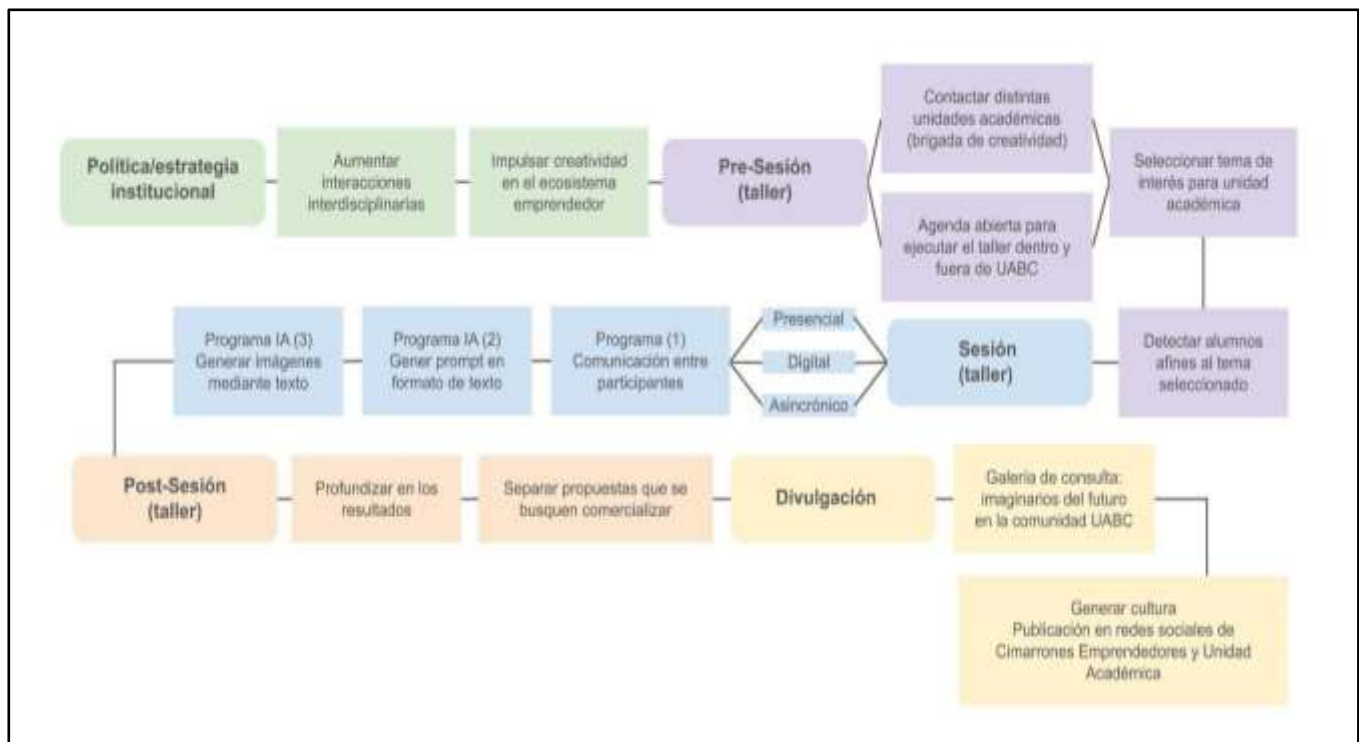 Política/estrategia
institucional
Aumentar
interacciones
interdisciplinarias
Impulsar creatividad
en el ecosistema
emprendedor
Pre-Sesión
(taller)
Contactar distintas
unidades académicas
(brigada de creatividad)
Agenda abierta para
ejecutar el taller dentro y
fuera de UABC
Seleccionar tema de
interés para unidad
académica
Detectar alumnos
afines al tema
seleccionado
Sesión
(taller)
Presencial
Digital
Asincrónico
Programa (1)
Comunicación entre
participantes
Programa IA (2)
Gener prompt en
formato de texto
Programa IA (3)
Generar imágenes
mediante texto
Post-Sesión
(taller)
Profundizar en los
resultados
Separar propuestas que se
busquen comercializar
Divulgación
Galería de consulta:
imaginarios del futuro
en la comunidad UABC
Generar cultura
Publicación en redes sociales de
Cimarrones Emprendedores y Unidad
Académica